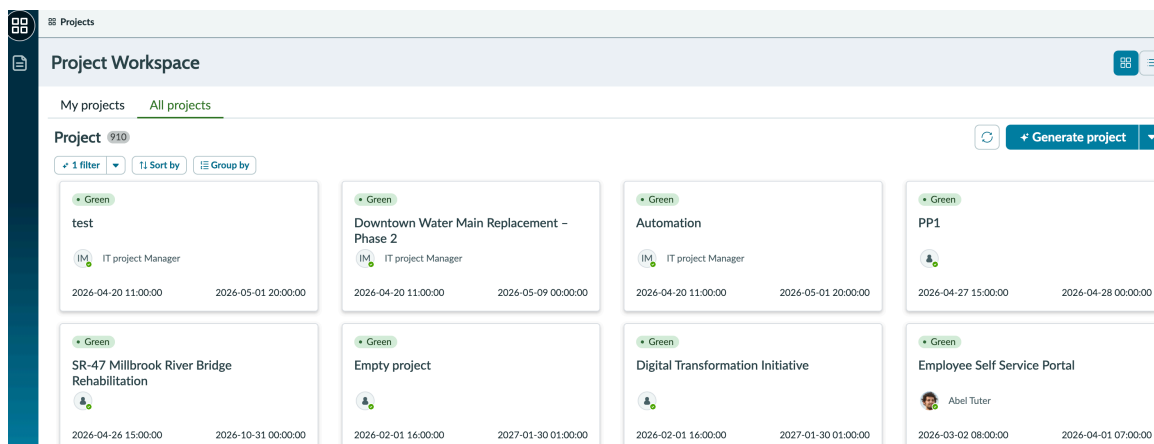 Projects
Project Workspace
My projects All projects
Project 910
Generate project
1 filter Sort by Group by
Green
test
IM IT project Manager
2026-04-20 11:00:00 2026-05-01 20:00:00
Green
Downtown Water Main Replacement –
Phase 2
IM IT project Manager
2026-04-20 11:00:00 2026-05-09 00:00:00
Green
Automation
IM IT project Manager
2026-04-20 11:00:00 2026-05-01 20:00:00
Green
PP1
2026-04-27 15:00:00 2026-04-28 00:00:00
Green
SR-47 Millbrook River Bridge
Rehabilitation
2026-04-26 15:00:00 2026-10-31 00:00:00
Green
Empty project
2026-02-01 16:00:00 2027-01-30 01:00:00
Green
Digital Transformation Initiative
2026-02-01 16:00:00 2027-01-30 01:00:00
Green
Employee Self Service Portal
Abel Tuter
2026-03-02 08:00:00 2026-04-01 07:00:00